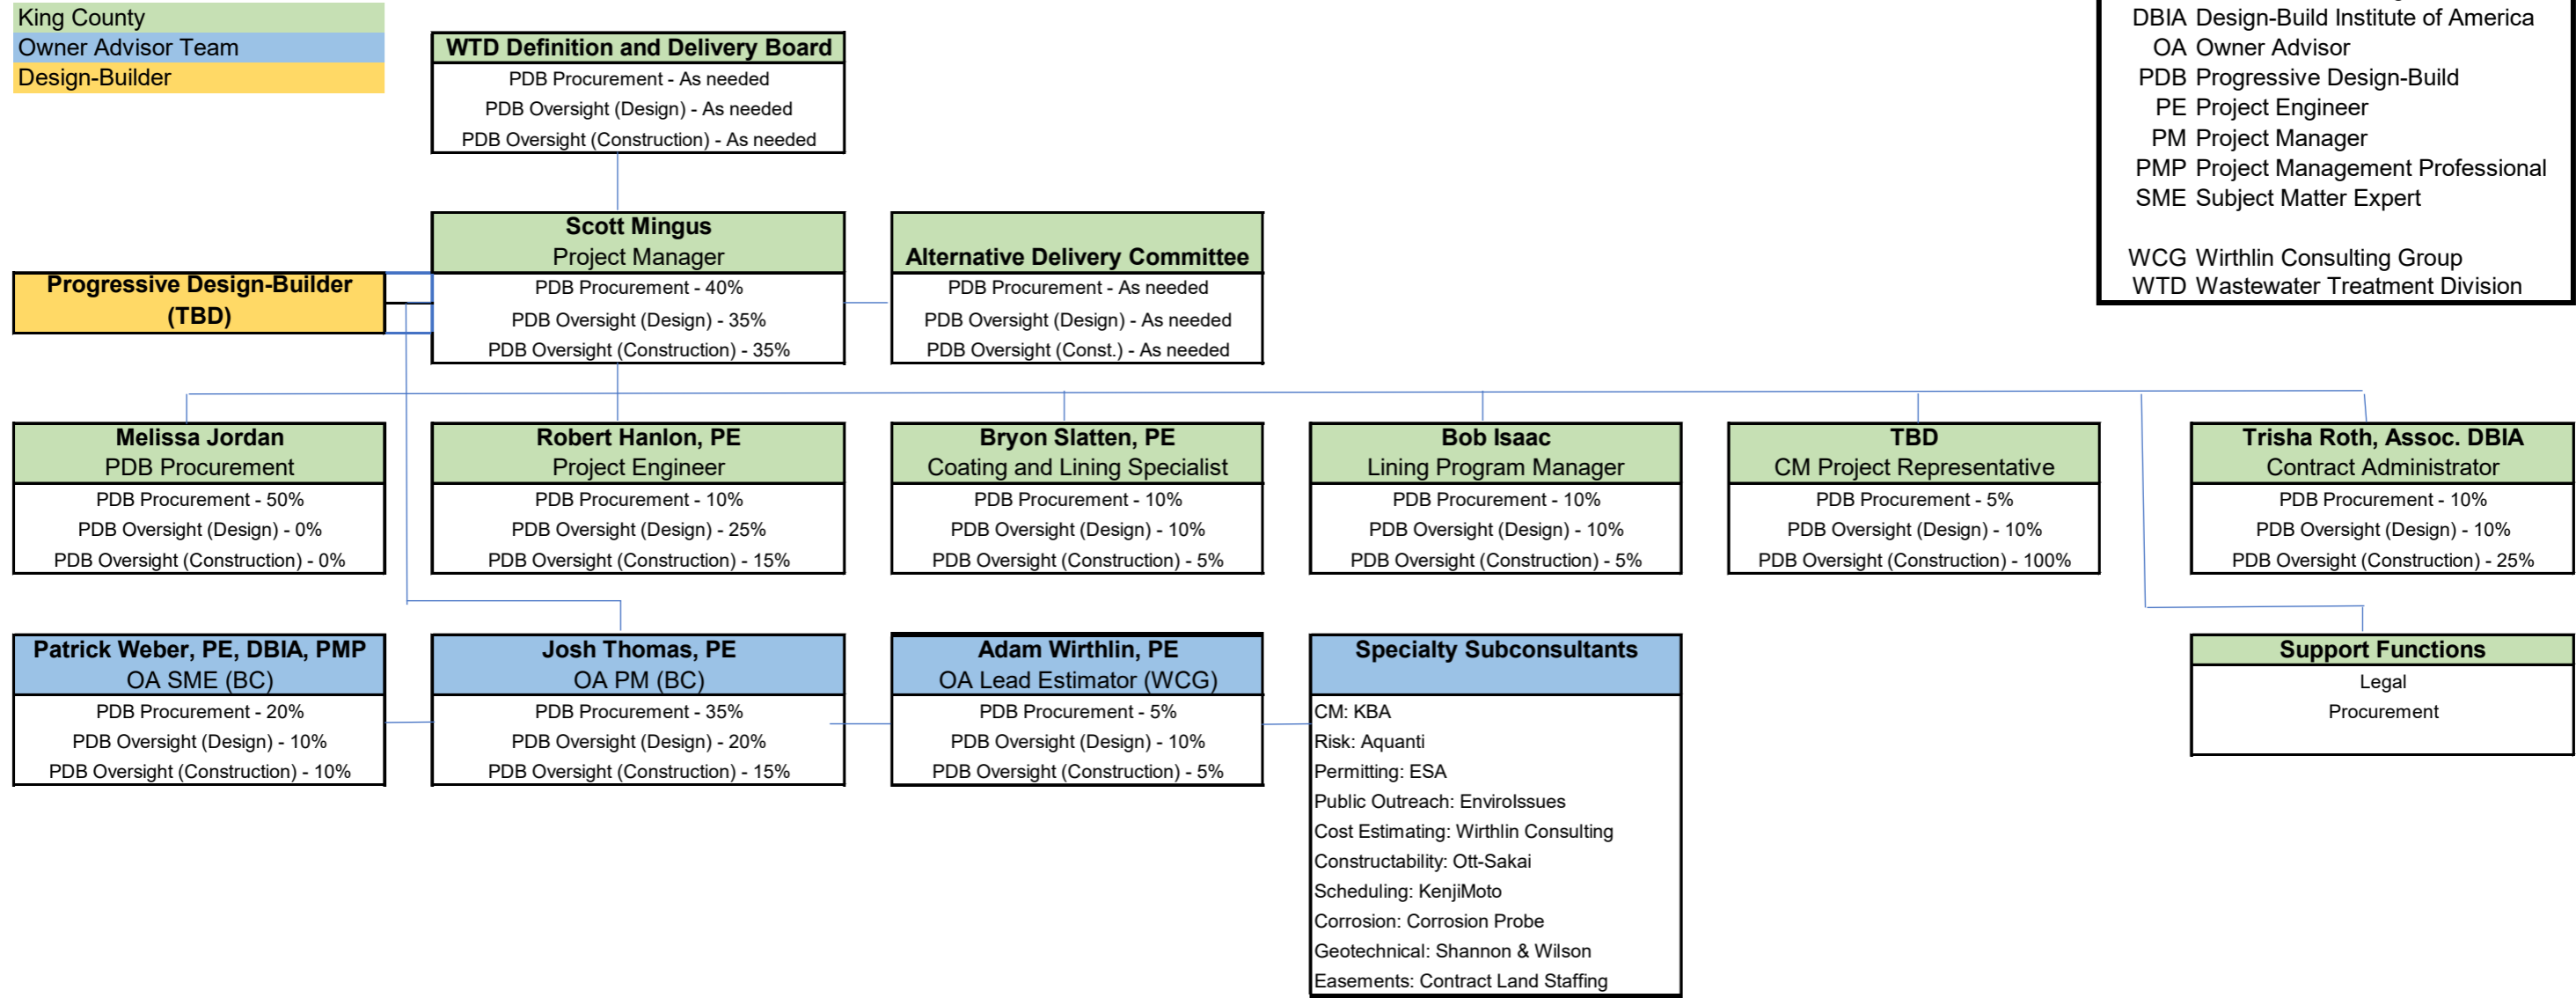 King County
Owner Advisor Team
Design-Builder
DBIA Design-Build Institute of America
OA Owner Advisor
PDB Progressive Design-Build
PE Project Engineer
PM Project Manager
PMP Project Management Professional
SME Subject Matter Expert
WCG Wirthlin Consulting Group
WTD Wastewater Treatment Division
WTD Definition and Delivery Board
PDB Procurement - As needed
PDB Oversight (Design) - As needed
PDB Oversight (Construction) - As needed
Scott Mingus
Project Manager
PDB Procurement - 40%
PDB Oversight (Design) - 35%
PDB Oversight (Construction) - 35%
Alternative Delivery Committee
PDB Procurement - As needed
PDB Oversight (Design) - As needed
PDB Oversight (Const.) - As needed
Progressive Design-Builder
(TBD)
Melissa Jordan
PDB Procurement
PDB Procurement - 50%
PDB Oversight (Design) - 0%
PDB Oversight (Construction) - 0%
Robert Hanlon, PE
Project Engineer
PDB Procurement - 10%
PDB Oversight (Design) - 25%
PDB Oversight (Construction) - 15%
Bryon Slatten, PE
Coating and Lining Specialist
PDB Procurement - 10%
PDB Oversight (Design) - 10%
PDB Oversight (Construction) - 5%
Bob Isaac
Lining Program Manager
PDB Procurement - 10%
PDB Oversight (Design) - 10%
PDB Oversight (Construction) - 5%
TBD
CM Project Representative
PDB Procurement - 5%
PDB Oversight (Design) - 10%
PDB Oversight (Construction) - 100%
Trisha Roth, Assoc. DBIA
Contract Administrator
PDB Procurement - 10%
PDB Oversight (Design) - 10%
PDB Oversight (Construction) - 25%
Patrick Weber, PE, DBIA, PMP
OA SME (BC)
PDB Procurement - 20%
PDB Oversight (Design) - 10%
PDB Oversight (Construction) - 10%
Josh Thomas, PE
OA PM (BC)
PDB Procurement - 35%
PDB Oversight (Design) - 20%
PDB Oversight (Construction) - 15%
Adam Wirthlin, PE
OA Lead Estimator (WCG)
PDB Procurement - 5%
PDB Oversight (Design) - 10%
PDB Oversight (Construction) - 5%
Specialty Subconsultants
CM: KBA
Risk: Aquanti
Permitting: ESA
Public Outreach: EnviroIssues
Cost Estimating: Wirthlin Consulting
Constructability: Ott-Sakai
Scheduling: KenjiMoto
Corrosion: Corrosion Probe
Geotechnical: Shannon & Wilson
Easements: Contract Land Staffing
Support Functions
Legal
Procurement